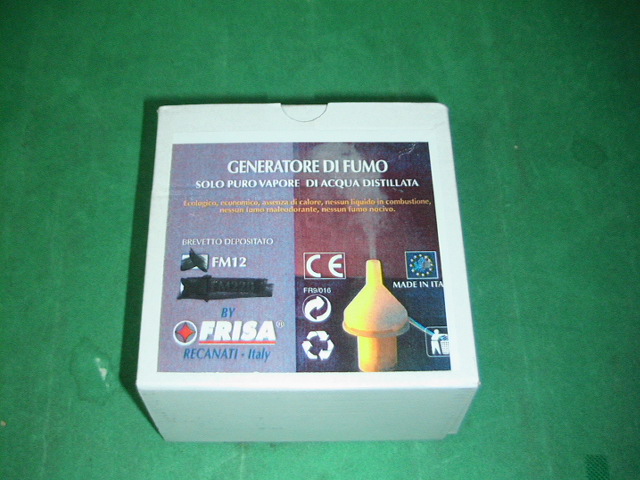 GENERATORE DI FUMO
SOLO PURO VAPORE DI ACQUA DISTILLATA
Ecologico, economico, assenza di calore, nessun liquido in combustione,
nessun fumo maleodorante, nessun fumo nocivo.
BREVETTO DEPOSITATO
FM12
CE
FR9/016
MADE IN ITA
BY
FRISA®
RECANATI - Italy